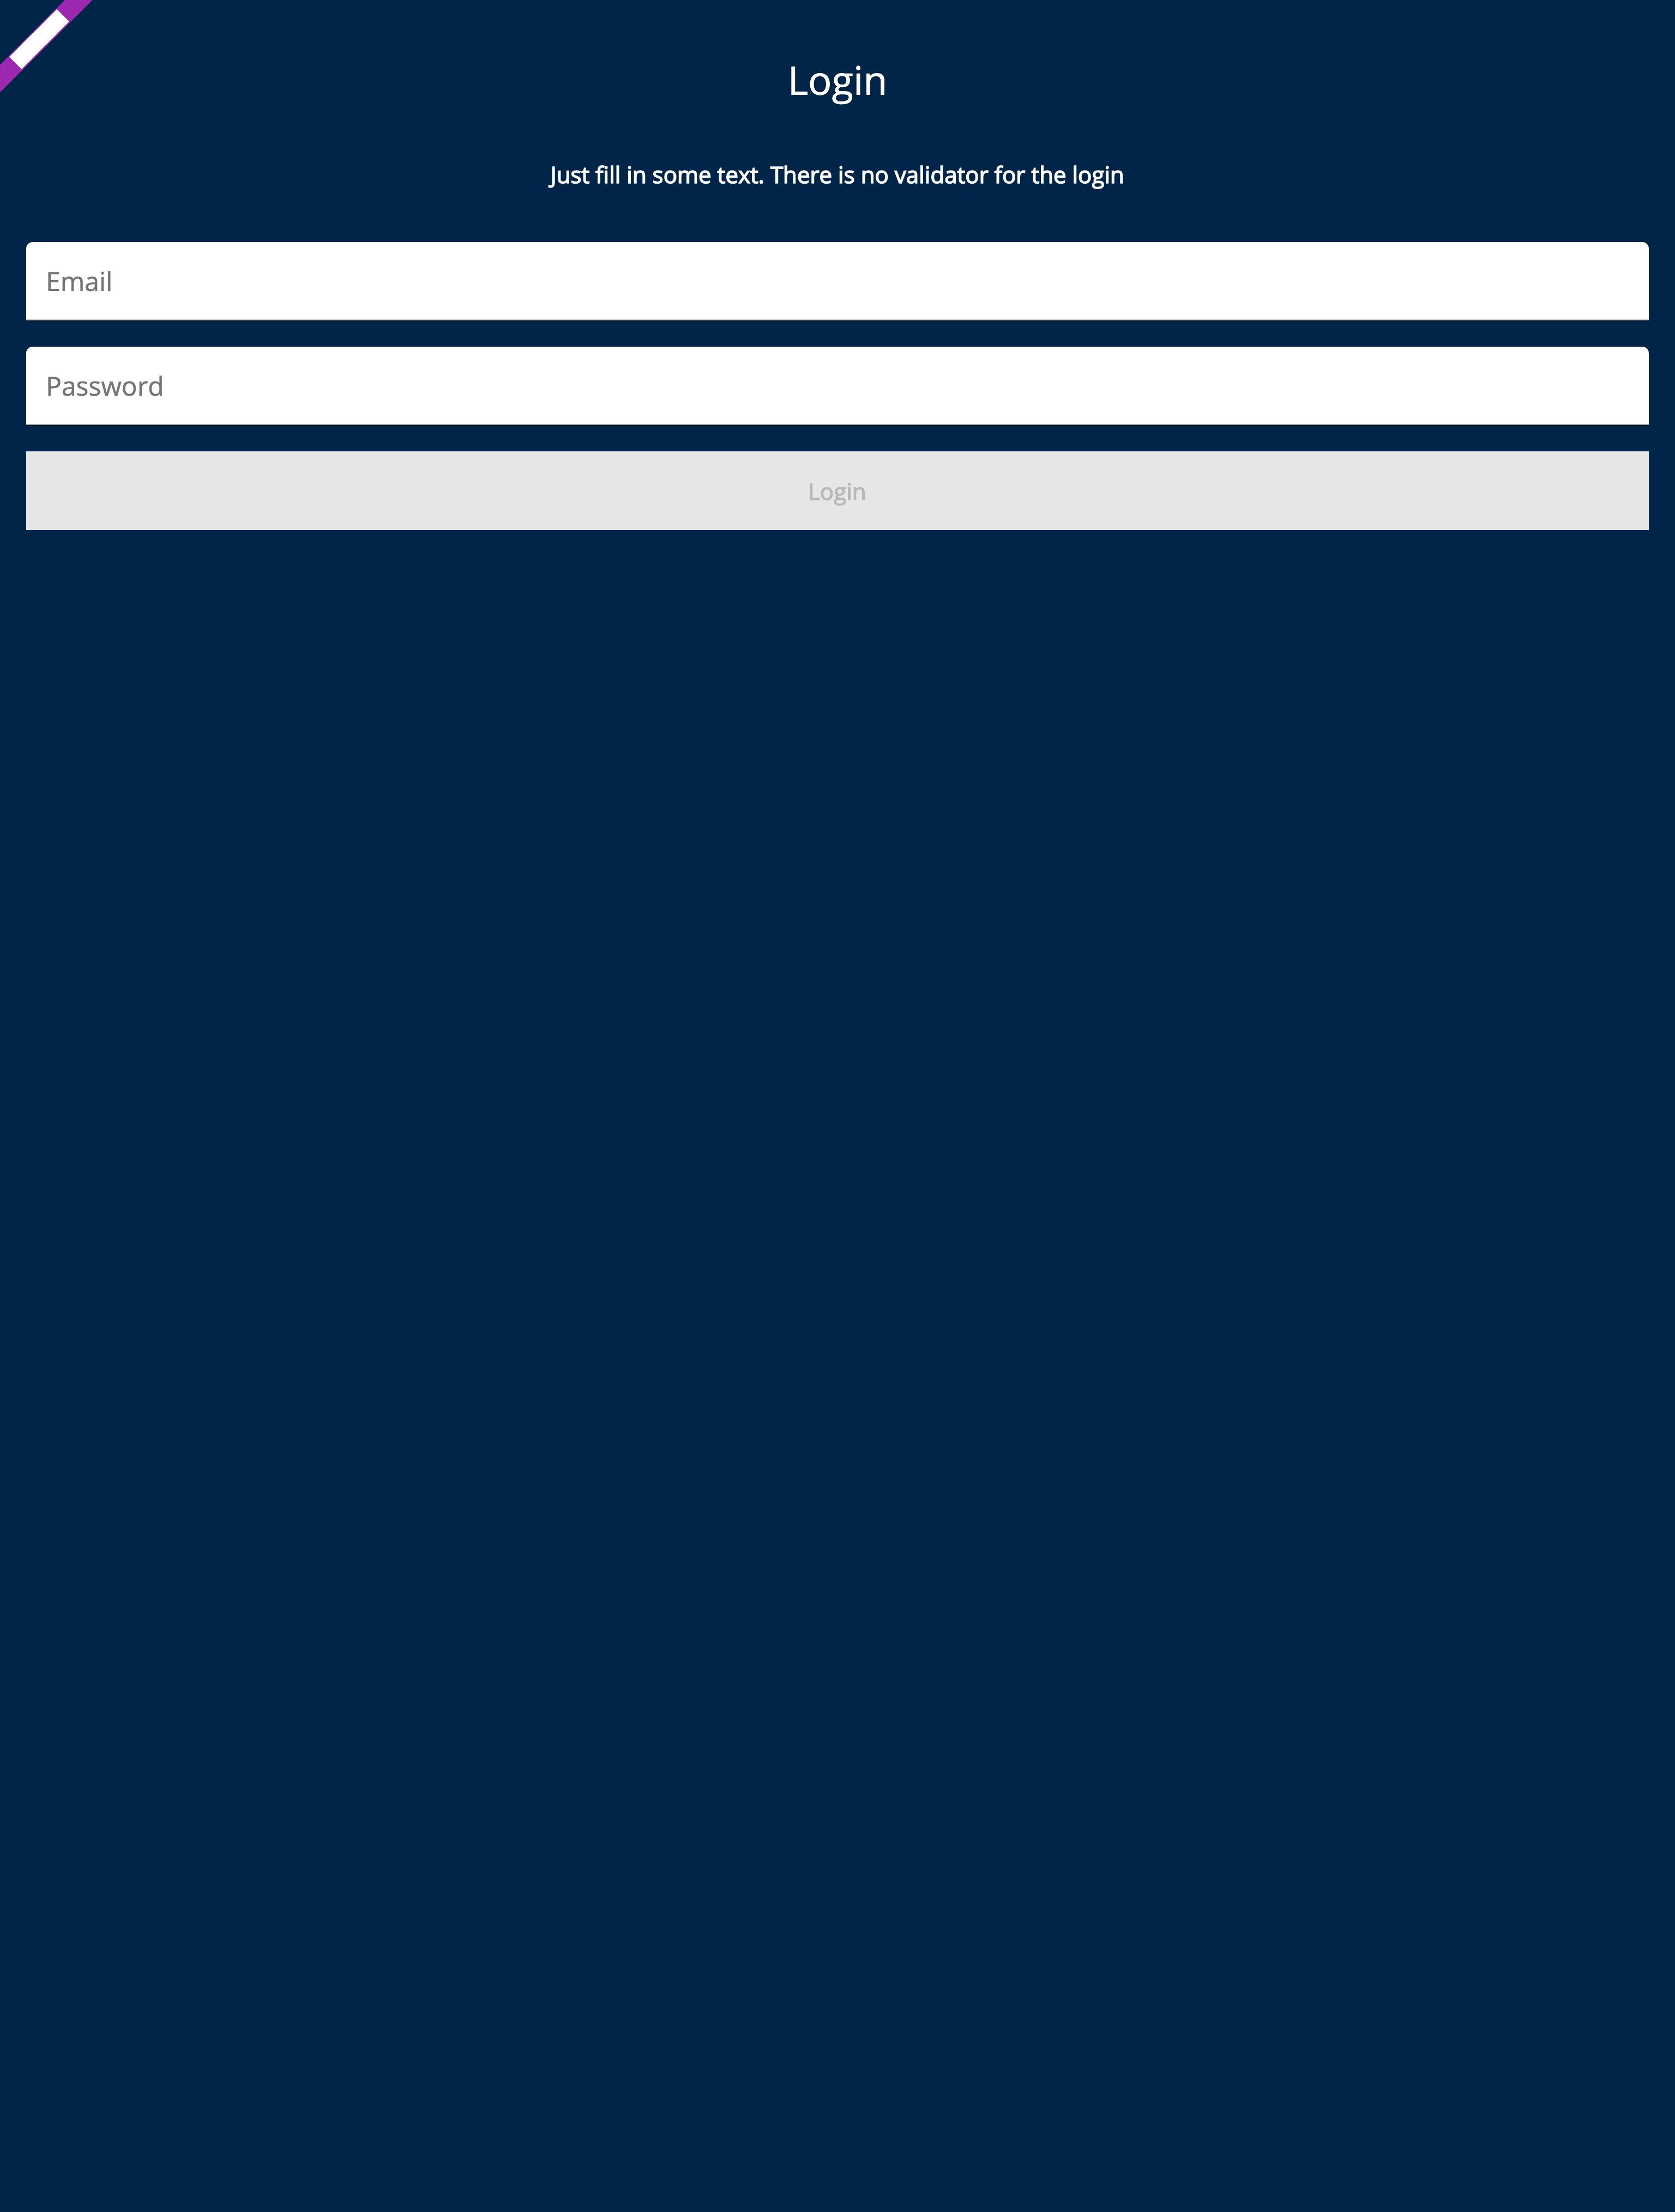 Login
Just fill in some text. There is no validator for the login
Email
Password
Login